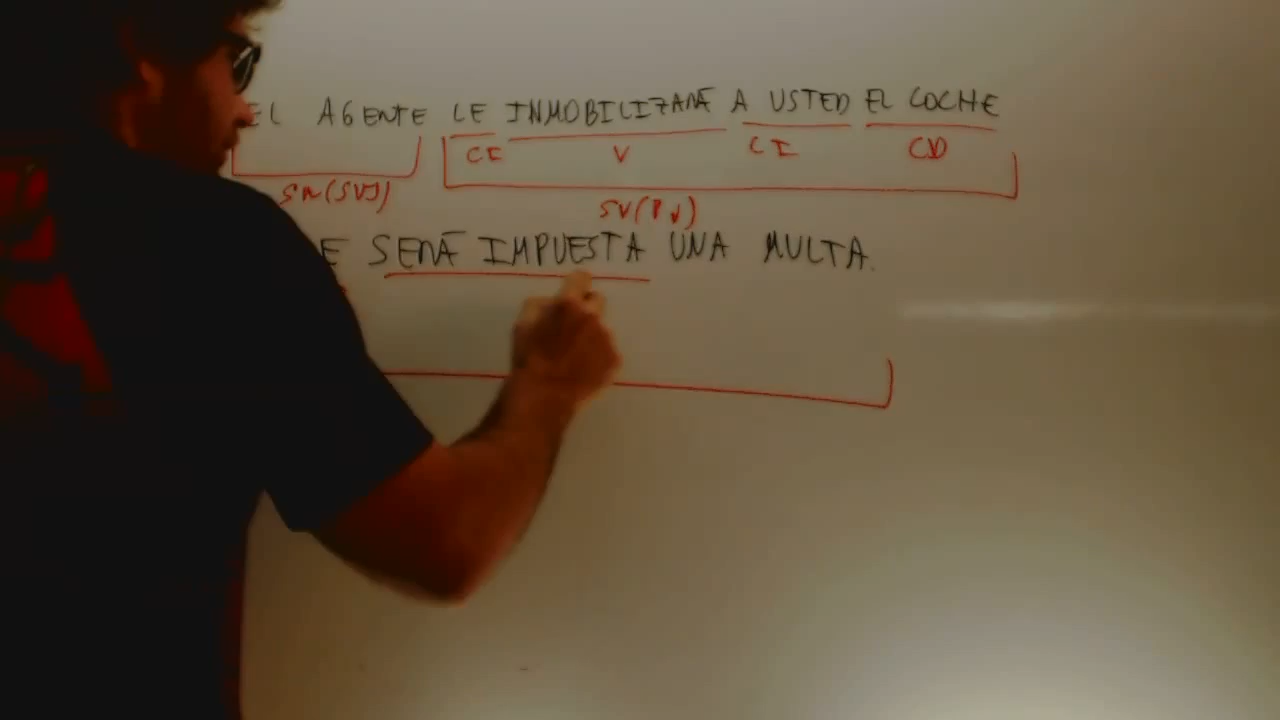 EL AGENTE LE INMOBILIZARÁ A USTED EL COCHE
CI V CI CD
SN(SUJ)
SV(PV)
E SERÁ IMPUESTA UNA MULTA.